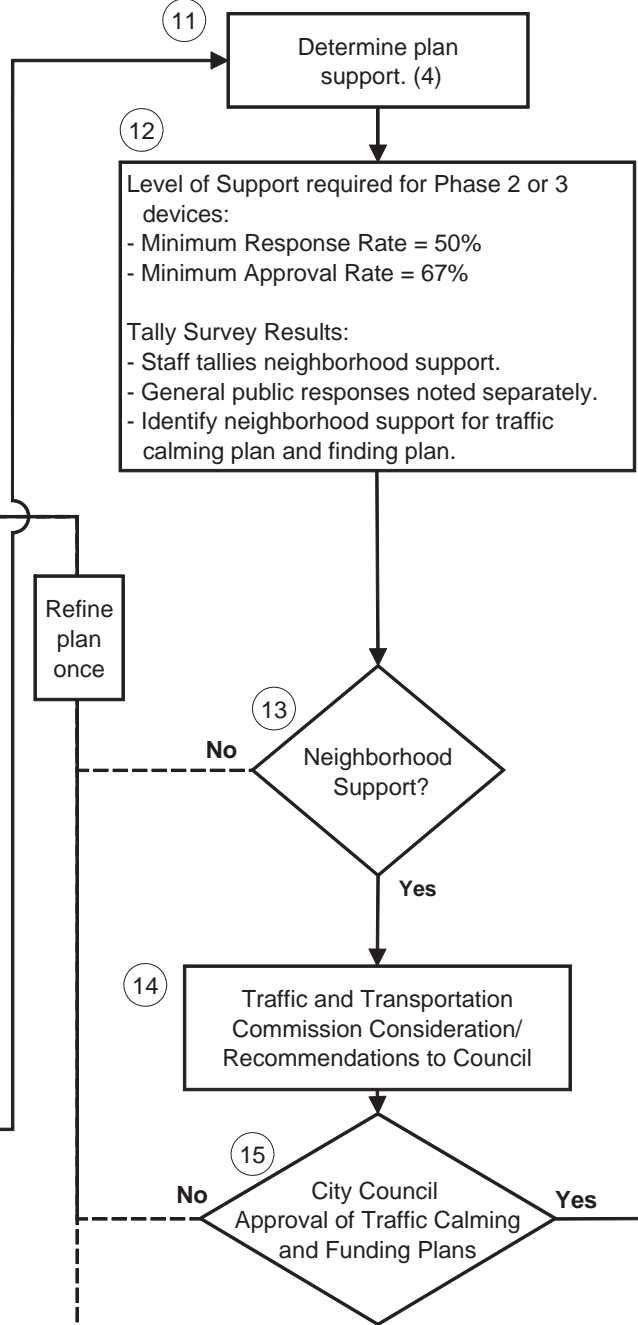 11
Determine plan
support. (4)
12
Level of Support required for Phase 2 or 3
devices:
- Minimum Response Rate = 50%
- Minimum Approval Rate = 67%
Tally Survey Results:
- Staff tallies neighborhood support.
- General public responses noted separately.
- Identify neighborhood support for traffic
calming plan and finding plan.
Refine
plan
once
13
No
Neighborhood
Support?
Yes
14
Traffic and Transportation
Commission Consideration/
Recommendations to Council
15
No
City Council
Approval of Traffic Calming
and Funding Plans
Yes